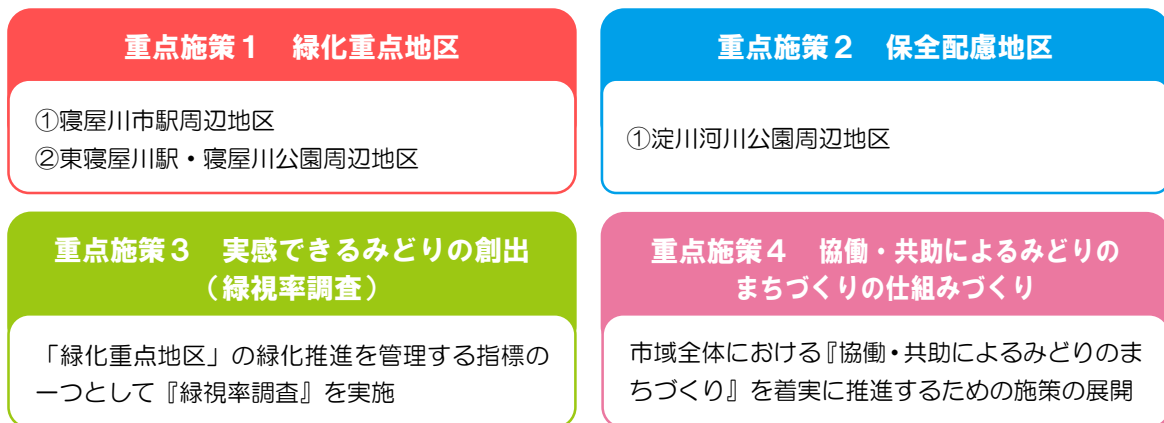 重点施策１　緑化重点地区
①寝屋川市駅周辺地区
②東寝屋川駅・寝屋川公園周辺地区
重点施策２　保全配慮地区
①淀川河川公園周辺地区
重点施策３　実感できるみどりの創出
（緑視率調査）
「緑化重点地区」の緑化推進を管理する指標の
一つとして『緑視率調査』を実施
重点施策４　協働・共助によるみどりの
まちづくりの仕組みづくり
市域全体における『協働・共助によるみどりのま
ちづくり』を着実に推進するための施策の展開